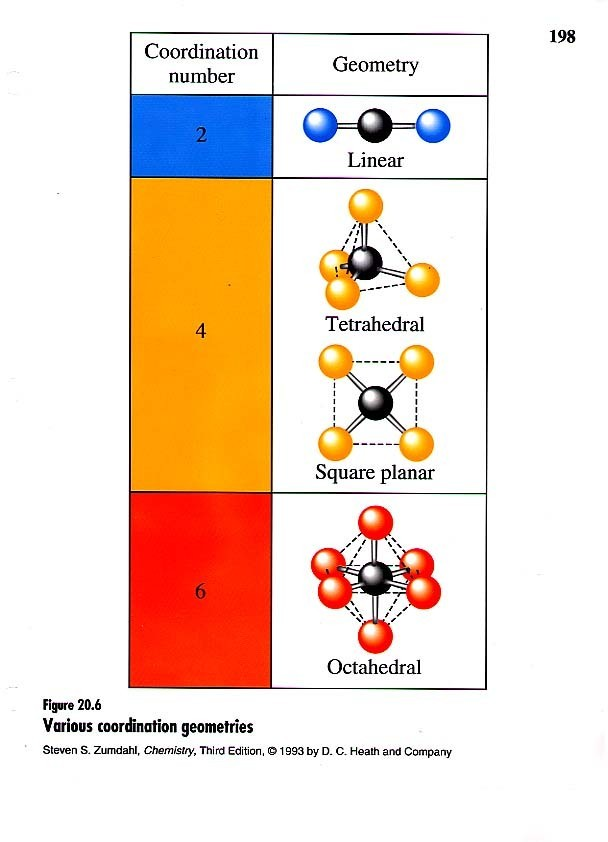 198
Coordination
number
Geometry
2
Linear
4
Tetrahedral
Square planar
6
Octahedral
Figure 20.6
Various coordination geometries
Steven S. Zumdahl, Chemistry, Third Edition, © 1993 by D. C. Heath and Company